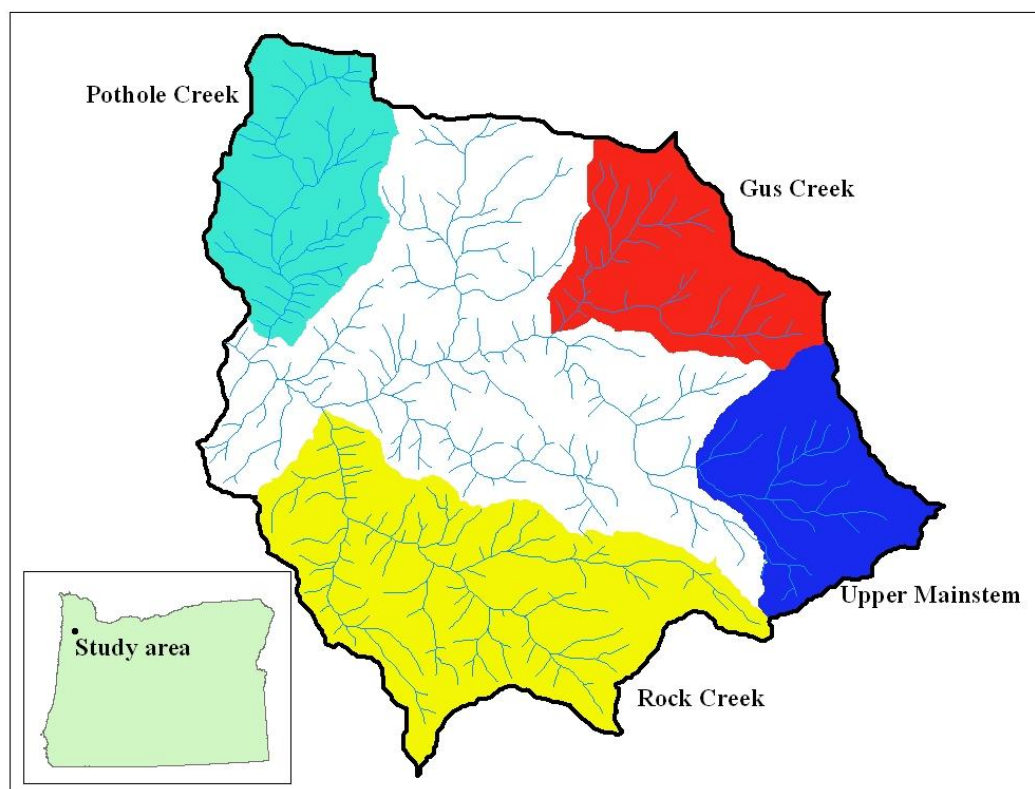 Pothole Creek
Gus Creek
Upper Mainstem
Study area
Rock Creek